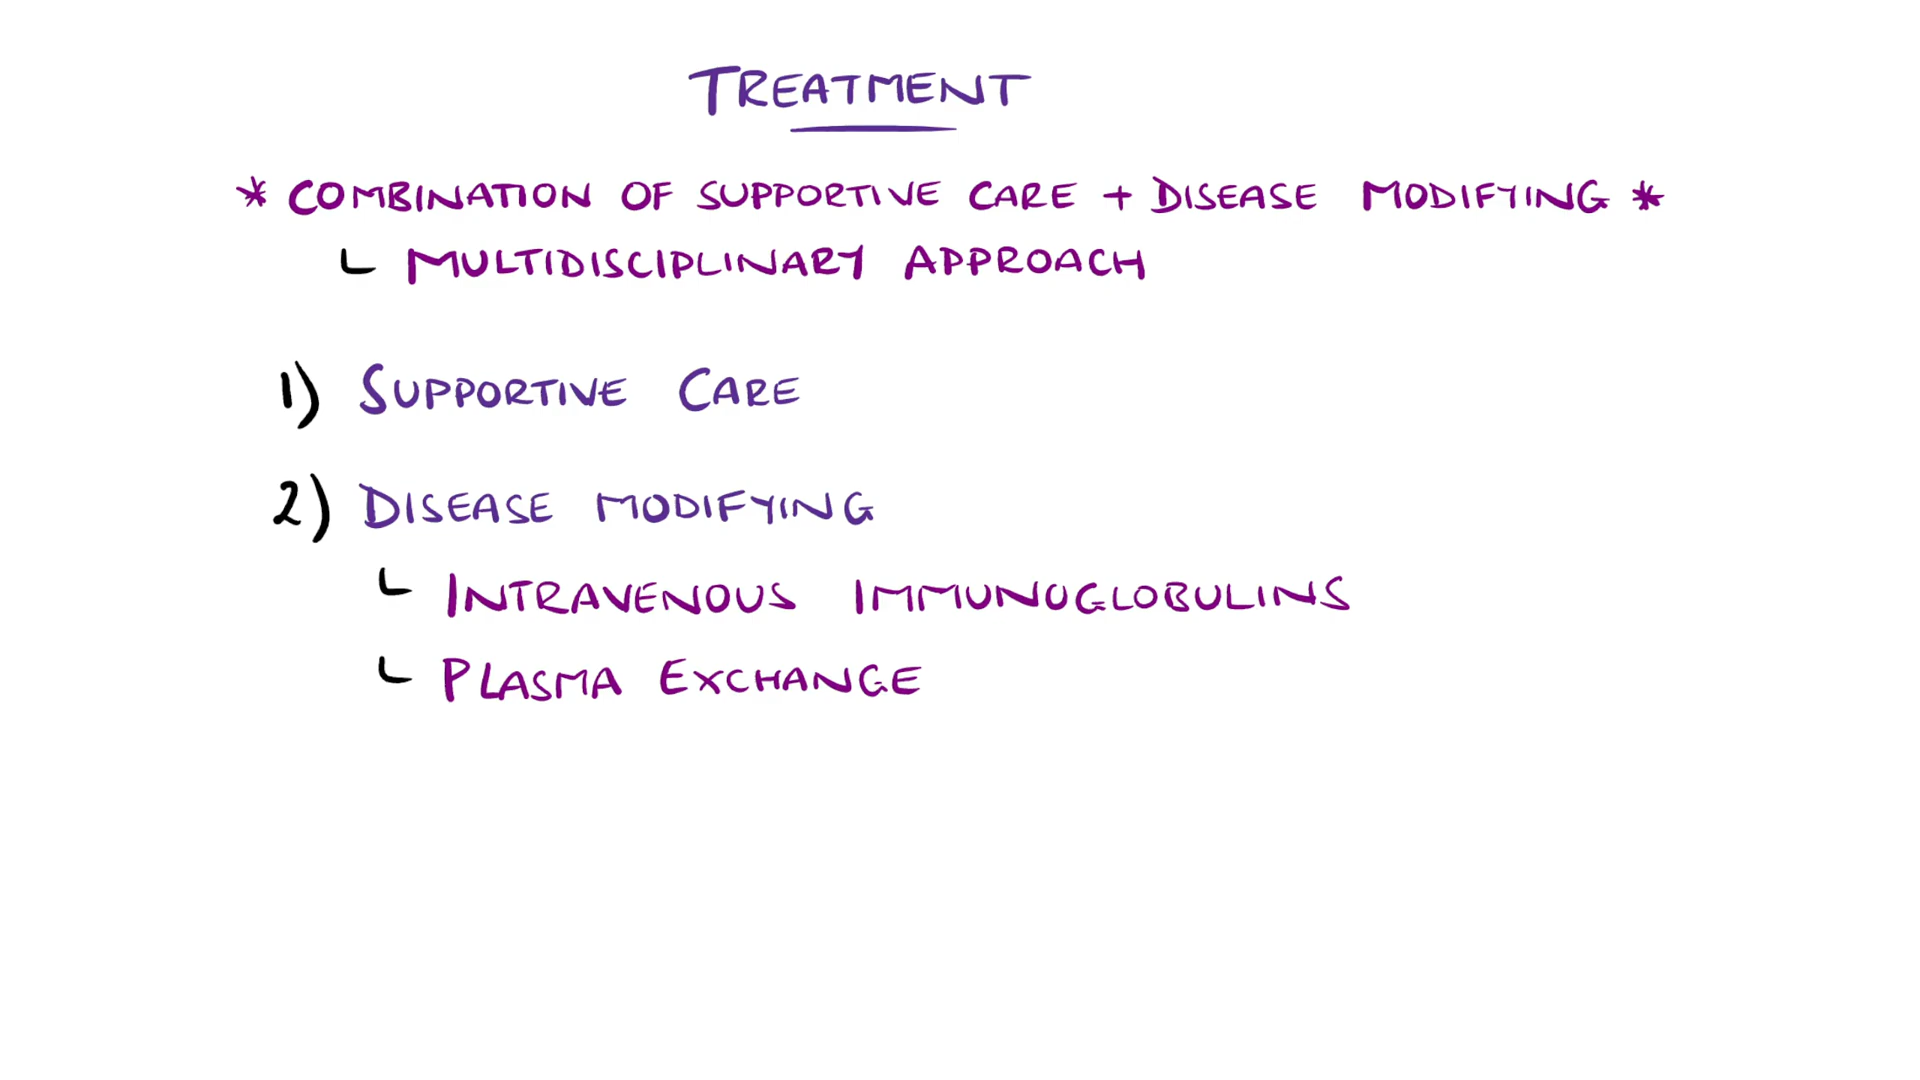 TREATMENT
* COMBINATION OF SUPPORTIVE CARE + DISEASE MODIFYING *
MULTIDISCIPLINARY APPROACH
1) SUPPORTIVE CARE
2) DISEASE MODIFYING
INTRAVENOUS IMMUNOGLOBULINS
PLASMA EXCHANGE